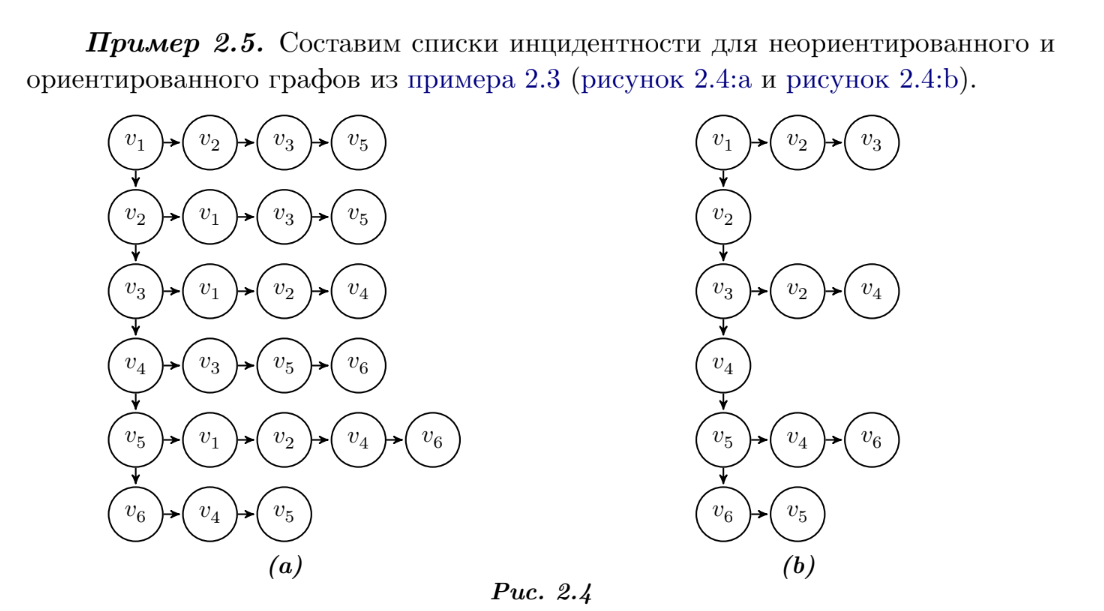 Пример 2.5. Составим списки инцидентности для неориентированного и
ориентированного графов из примера 2.3 (рисунок 2.4:a и рисунок 2.4:b).
v₁ v₂ v₃ v₅
v₂ v₁ v₃ v₅
v₃ v₁ v₂ v₄
v₄ v₃ v₅ v₆
v₅ v₁ v₂ v₄ v₆
v₆ v₄ v₅
(a)
v₁ v₂ v₃
v₂
v₃ v₂ v₄
v₄
v₅ v₄ v₆
v₆ v₅
(b)
Рис. 2.4